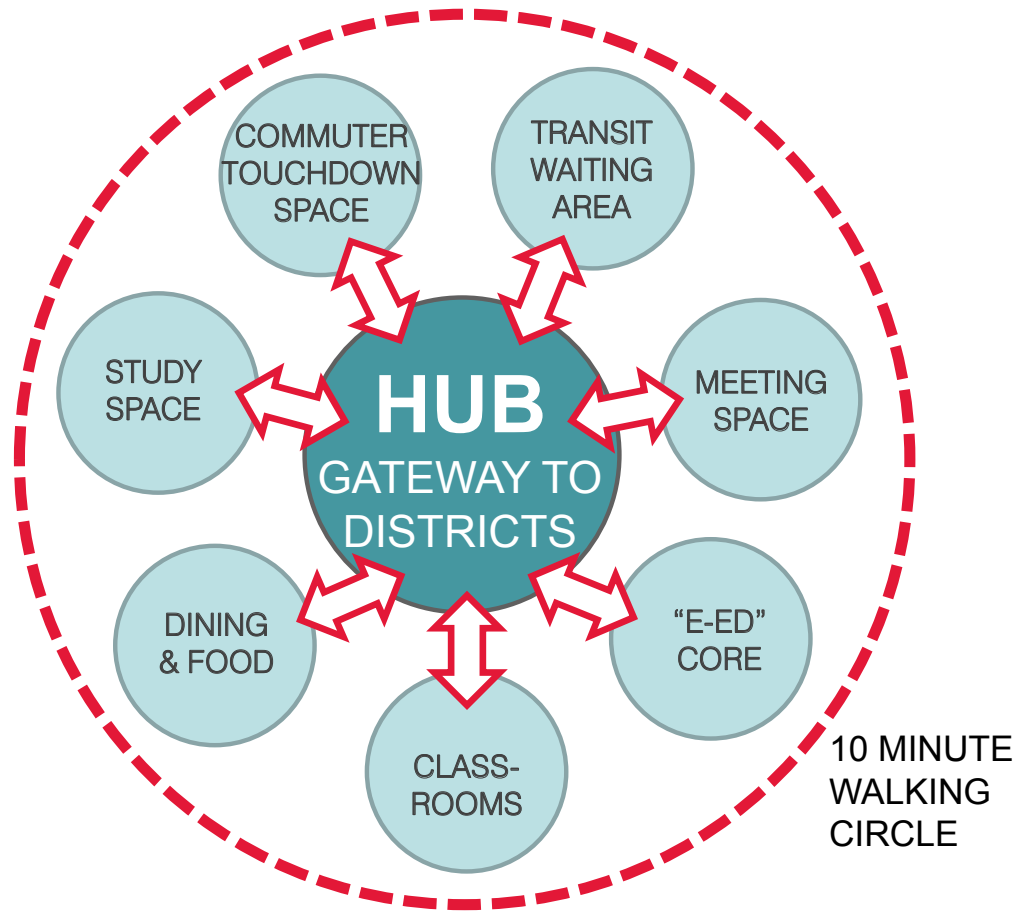 COMMUTER
TOUCHDOWN
SPACE
TRANSIT
WAITING
AREA
STUDY
SPACE
HUB
GATEWAY TO
DISTRICTS
MEETING
SPACE
DINING
& FOOD
"E-ED"
CORE
CLASS-
ROOMS
10 MINUTE
WALKING
CIRCLE